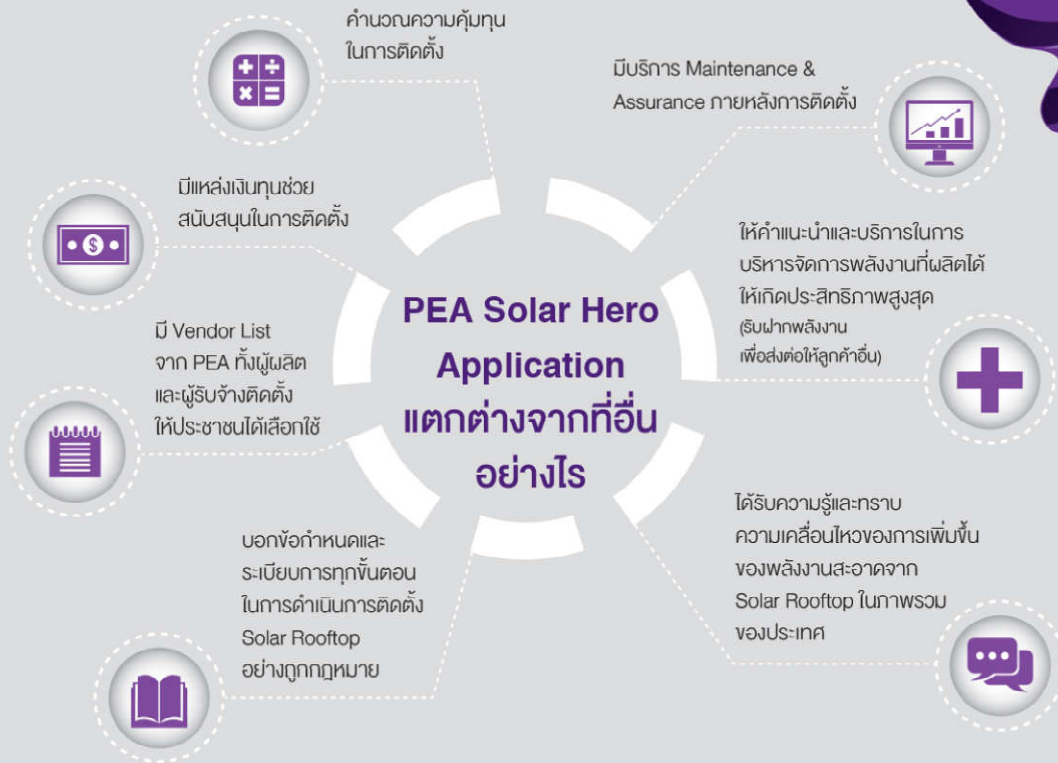 คำนวณความคุ้มทุน
ในการติดตั้ง
มีบริการ Maintenance &
Assurance ภายหลังการติดตั้ง
มีแหล่งเงินทุนช่วย
สนับสนุนในการติดตั้ง
ให้คำแนะนำและบริการในการ
บริหารจัดการพลังงานที่ผลิตได้
ให้เกิดประสิทธิภาพสูงสุด
(รับฝากพลังงาน
เพื่อส่งต่อให้ลูกค้าอื่น)
PEA Solar Hero
Application
แตกต่างจากที่อื่น
อย่างไร
มี Vendor List
จาก PEA ทั้งผู้ผลิต
และผู้รับจ้างติดตั้ง
ให้ประชาชนได้เลือกใช้
บอกข้อกำหนดและ
ระเบียบการทุกขั้นตอน
ในการดำเนินการติดตั้ง
Solar Rooftop
อย่างถูกกฎหมาย
ได้รับความรู้และทราบ
ความเคลื่อนไหวของการเพิ่มขึ้น
ของพลังงานสะอาดจาก
Solar Rooftop ในภาพรวม
ของประเทศ